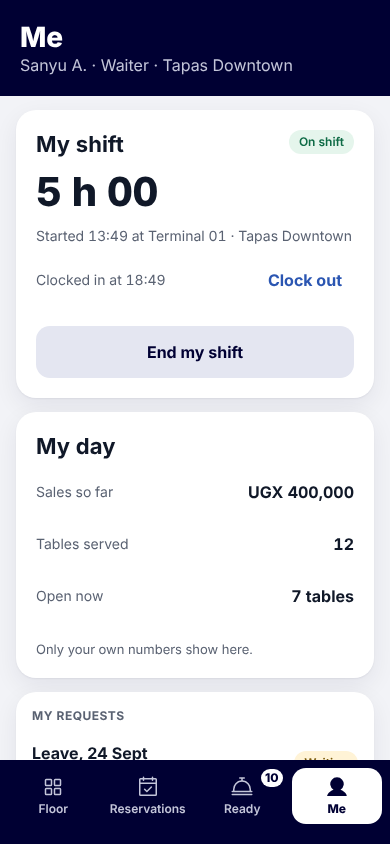 Me
Sanyu A. · Waiter · Tapas Downtown
My shift
On shift
5 h 00
Started 13:49 at Terminal 01 · Tapas Downtown
Clocked in at 18:49
Clock out
End my shift
My day
Sales so far
UGX 400,000
Tables served
12
Open now
7 tables
Only your own numbers show here.
MY REQUESTS
Leave, 24 Sept
10
Floor
Reservations
Ready
Me